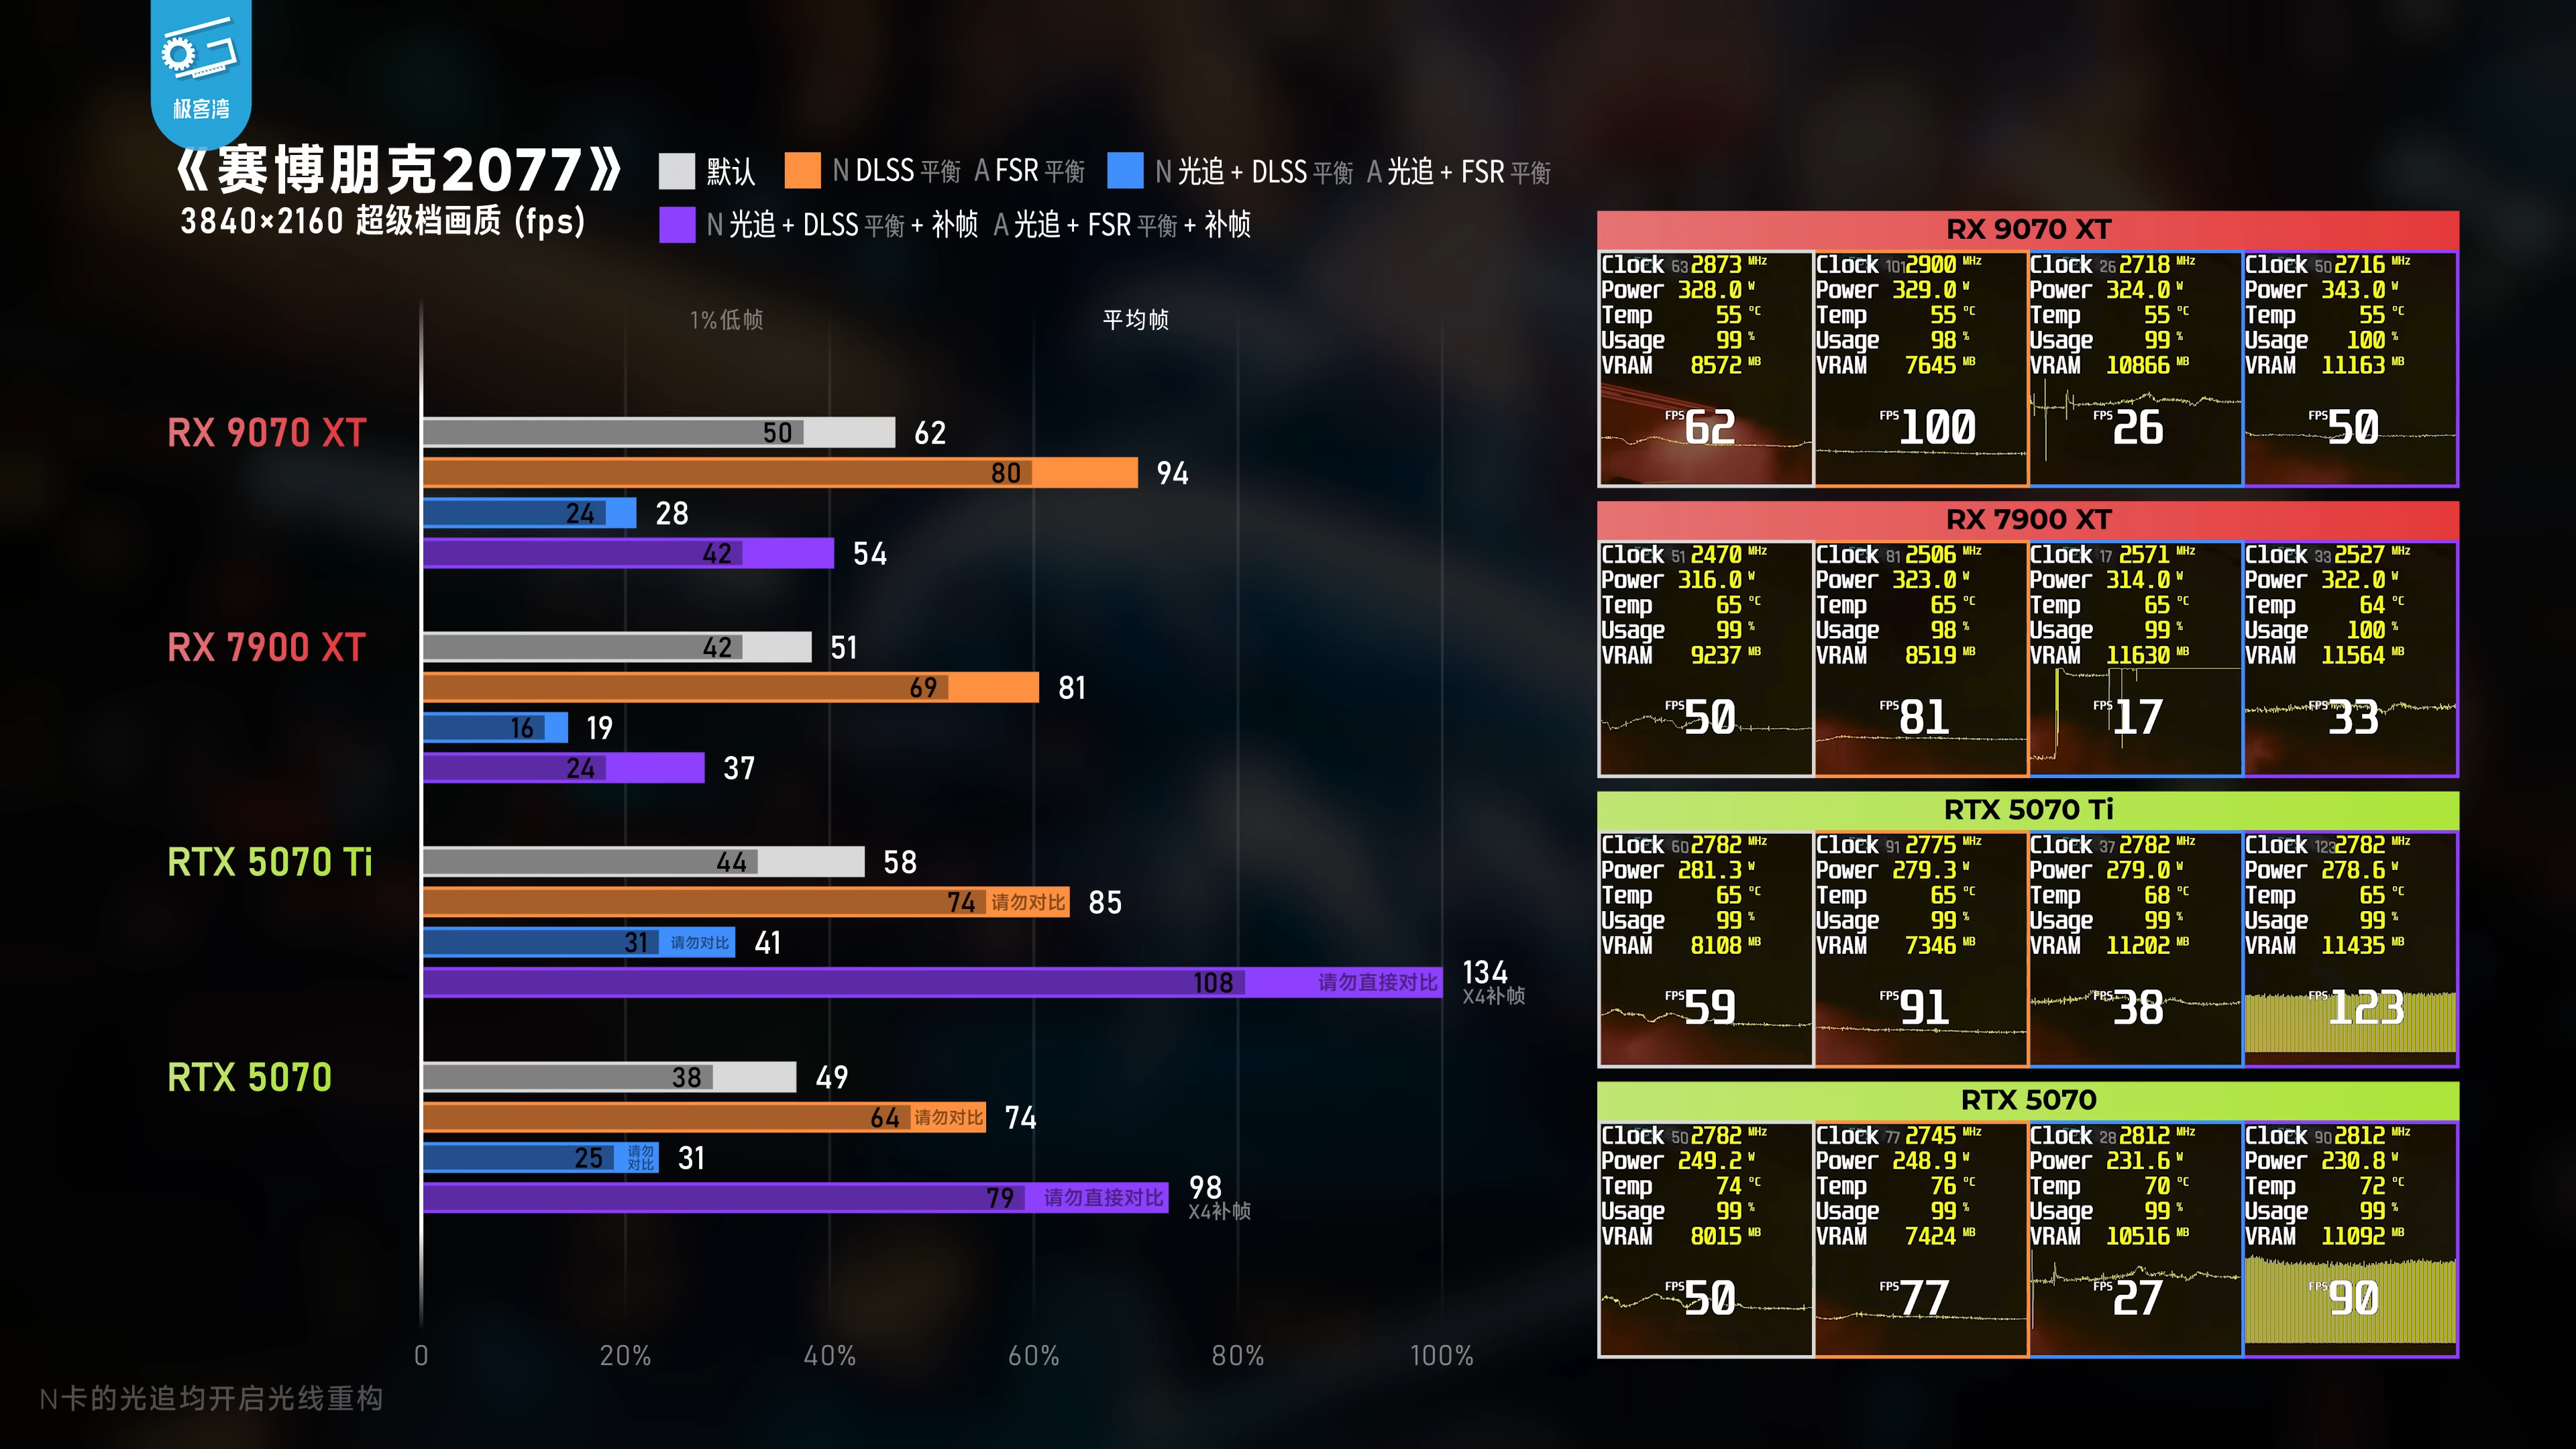 极客湾
《赛博朋克2077》
3840×2160 超级档画质 (fps)
默认
N DLSS 平衡 A FSR 平衡
N 光追 + DLSS 平衡 A 光追 + FSR 平衡
N 光追 + DLSS 平衡 + 补帧 A 光追 + FSR 平衡 + 补帧
1%低帧 平均帧
RX 9070 XT
50 62
80 94
24 28
42 54
RX 7900 XT
42 51
69 81
16 19
24 37
RTX 5070 Ti
44 58
74 请勿对比 85
31 请勿对比 41
108 请勿直接对比 134
X4补帧
RTX 5070
38 49
64 请勿对比 74
25 请勿
对比 31
79 请勿直接对比 98
X4补帧
0 20% 40% 60% 80% 100%
N卡的光追均开启光线重构
RX 9070 XT
Clock 63 2873 MHz Clock 101 2900 MHz Clock 26 2718 MHz Clock 50 2716 MHz
Power 328.0 W Power 329.0 W Power 324.0 W Power 343.0 W
Temp 55 °C Temp 55 °C Temp 55 °C Temp 55 °C
Usage 99 % Usage 98 % Usage 99 % Usage 100 %
VRAM 8572 MB VRAM 7645 MB VRAM 10866 MB VRAM 11163 MB
FPS 62 FPS 100 FPS 26 FPS 50
RX 7900 XT
Clock 51 2470 MHz Clock 81 2506 MHz Clock 17 2571 MHz Clock 33 2527 MHz
Power 316.0 W Power 323.0 W Power 314.0 W Power 322.0 W
Temp 65 °C Temp 65 °C Temp 65 °C Temp 64 °C
Usage 99 % Usage 98 % Usage 99 % Usage 100 %
VRAM 9237 MB VRAM 8519 MB VRAM 11630 MB VRAM 11564 MB
FPS 50 FPS 81 FPS 17 FPS 33
RTX 5070 Ti
Clock 60 2782 MHz Clock 91 2775 MHz Clock 37 2782 MHz Clock 123 2782 MHz
Power 281.3 W Power 279.3 W Power 279.0 W Power 278.6 W
Temp 65 °C Temp 65 °C Temp 68 °C Temp 65 °C
Usage 99 % Usage 99 % Usage 99 % Usage 99 %
VRAM 8108 MB VRAM 7346 MB VRAM 11202 MB VRAM 11435 MB
FPS 59 FPS 91 FPS 38 FPS 123
RTX 5070
Clock 50 2782 MHz Clock 77 2745 MHz Clock 28 2812 MHz Clock 90 2812 MHz
Power 249.2 W Power 248.9 W Power 231.6 W Power 230.8 W
Temp 74 °C Temp 76 °C Temp 70 °C Temp 72 °C
Usage 99 % Usage 99 % Usage 99 % Usage 99 %
VRAM 8015 MB VRAM 7424 MB VRAM 10516 MB VRAM 11092 MB
FPS 50 FPS 77 FPS 27 FPS 90